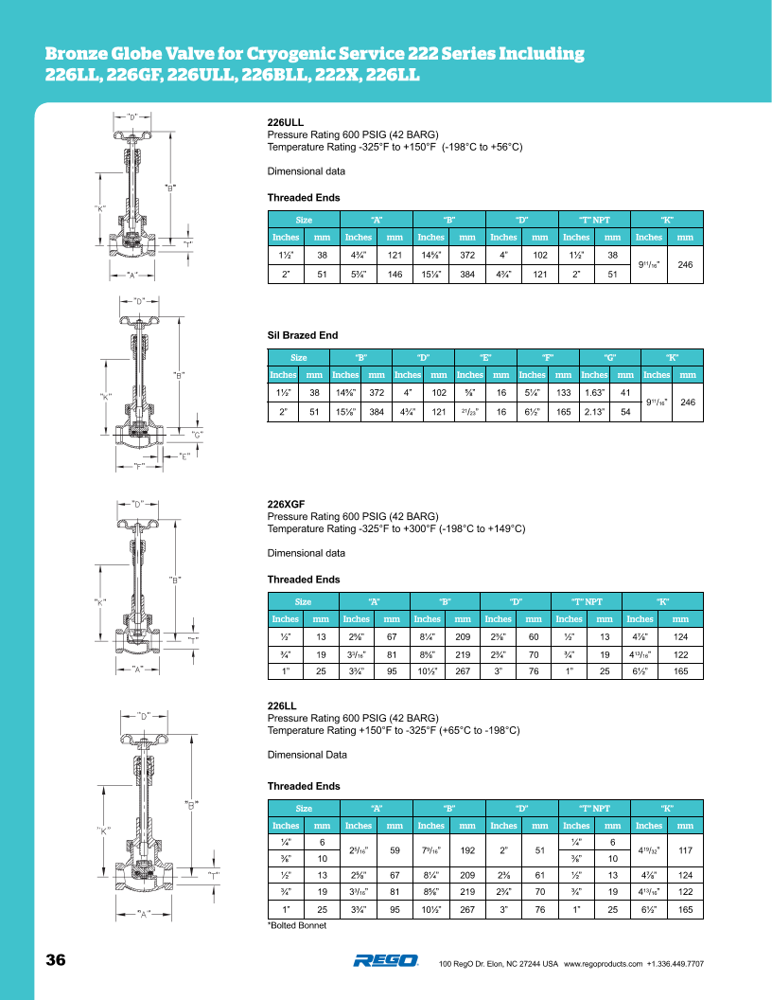 Bronze Globe Valve for Cryogenic Service 222 Series Including
226LL, 226GF, 226ULL, 226BLL, 222X, 226LL
"D"
"B"
"K"
"T"
"A"
226ULL
Pressure Rating 600 PSIG (42 BARG)
Temperature Rating -325°F to +150°F (-198°C to +56°C)
Dimensional data
Threaded Ends
Size "A" "B" "D" "T" NPT "K"
Inches mm Inches mm Inches mm Inches mm Inches mm Inches mm
1½" 38 4¾" 121 14⅝" 372 4" 102 1½" 38 9¹¹/₁₆" 246
2" 51 5¾" 146 15⅛" 384 4¾" 121 2" 51
"D"
"B"
"K"
"G"
"E"
"F"
Sil Brazed End
Size "B" "D" "E" "F" "G" "K"
Inches mm Inches mm Inches mm Inches mm Inches mm Inches mm Inches mm
1½" 38 14⅝" 372 4" 102 ⅝" 16 5¼" 133 1.63" 41 9¹¹/₁₆" 246
2" 51 15⅛" 384 4¾" 121 ²¹/₂₃" 16 6½" 165 2.13" 54
"D"
"B"
"K"
"T"
"A"
226XGF
Pressure Rating 600 PSIG (42 BARG)
Temperature Rating -325°F to +300°F (-198°C to +149°C)
Dimensional data
Threaded Ends
Size "A" "B" "D" "T" NPT "K"
Inches mm Inches mm Inches mm Inches mm Inches mm Inches mm
½" 13 2⅝" 67 8¼" 209 2⅜" 60 ½" 13 4⅞" 124
¾" 19 3³/₁₆" 81 8⅝" 219 2¾" 70 ¾" 19 4¹³/₁₆" 122
1" 25 3¾" 95 10½" 267 3" 76 1" 25 6½" 165
"D"
"B"
"K"
"T"
"A"
226LL
Pressure Rating 600 PSIG (42 BARG)
Temperature Rating +150°F to -325°F (+65°C to -198°C)
Dimensional Data
Threaded Ends
Size "A" "B" "D" "T" NPT "K"
Inches mm Inches mm Inches mm Inches mm Inches mm Inches mm
¼" 6 2⁵/₁₆" 59 7⁹/₁₆" 192 2" 51 ¼" 6 4¹⁹/₃₂" 117
⅜" 10 ⅜" 10
½" 13 2⅝" 67 8¼" 209 2⅜ 61 ½" 13 4⅞" 124
¾" 19 3³/₁₆" 81 8⅝" 219 2¾" 70 ¾" 19 4¹³/₁₆" 122
1" 25 3¾" 95 10½" 267 3" 76 1" 25 6½" 165
*Bolted Bonnet
36
REGO
100 RegO Dr. Elon, NC 27244 USA www.regoproducts.com +1.336.449.7707